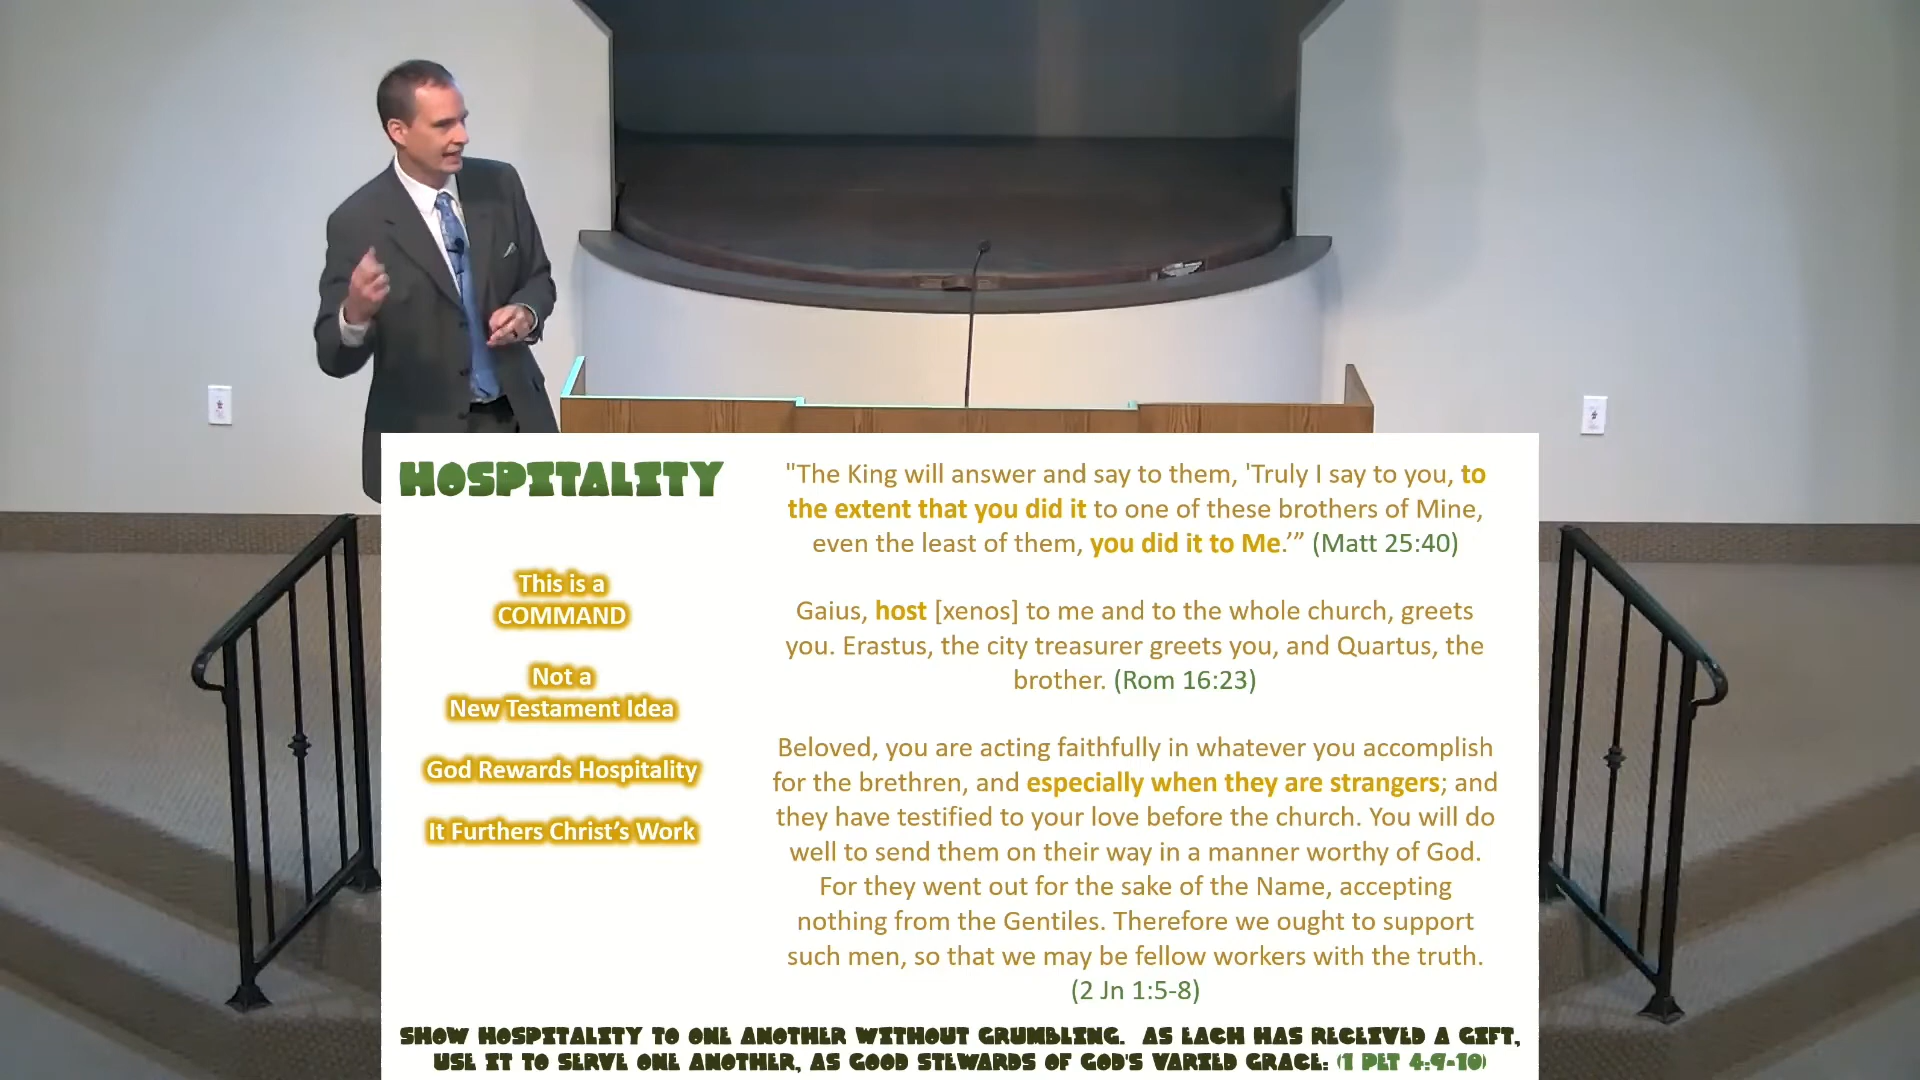 HOSPITALITY
This is a
COMMAND
Not a
New Testament Idea
God Rewards Hospitality
It Furthers Christ’s Work
"The King will answer and say to them, 'Truly I say to you, to
the extent that you did it to one of these brothers of Mine,
even the least of them, you did it to Me.’” (Matt 25:40)
Gaius, host [xenos] to me and to the whole church, greets
you. Erastus, the city treasurer greets you, and Quartus, the
brother. (Rom 16:23)
Beloved, you are acting faithfully in whatever you accomplish
for the brethren, and especially when they are strangers; and
they have testified to your love before the church. You will do
well to send them on their way in a manner worthy of God.
For they went out for the sake of the Name, accepting
nothing from the Gentiles. Therefore we ought to support
such men, so that we may be fellow workers with the truth.
(2 Jn 1:5-8)
SHOW HOSPITALITY TO ONE ANOTHER WITHOUT GRUMBLING. AS EACH HAS RECEIVED A GIFT,
USE IT TO SERVE ONE ANOTHER, AS GOOD STEWARDS OF GOD'S VARIED GRACE: (1 PET 4:9-10)